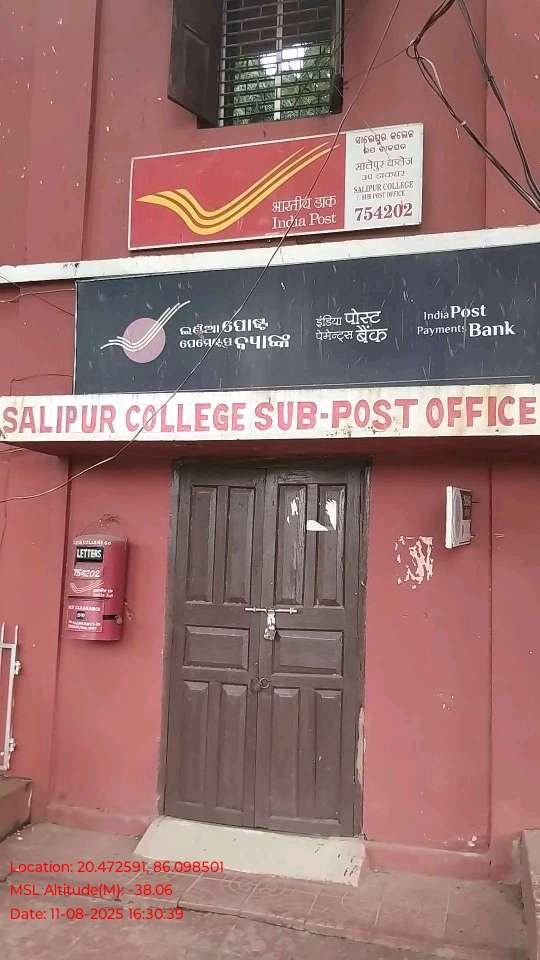 ସାଲେପୁର କଲେଜ
ଉପ ଡାକଘର
सालेपुर कॉलेज
उप डाकघर
SALIPUR COLLEGE
SUB POST OFFICE
754202
भारतीय डाक
India Post
ଇଣ୍ଡିଆ ପୋଷ୍ଟ
ପେମେଣ୍ଟସ୍ ବ୍ୟାଙ୍କ
इंडिया पोस्ट
पेमेन्ट्स बैंक
India Post
Payments Bank
SALIPUR COLLEGE SUB-POST OFFICE
LETTERS
754202
Location: 20.472591, 86.098501
MSL Altitude(M): -38.06
Date: 11-08-2025 16:30:39